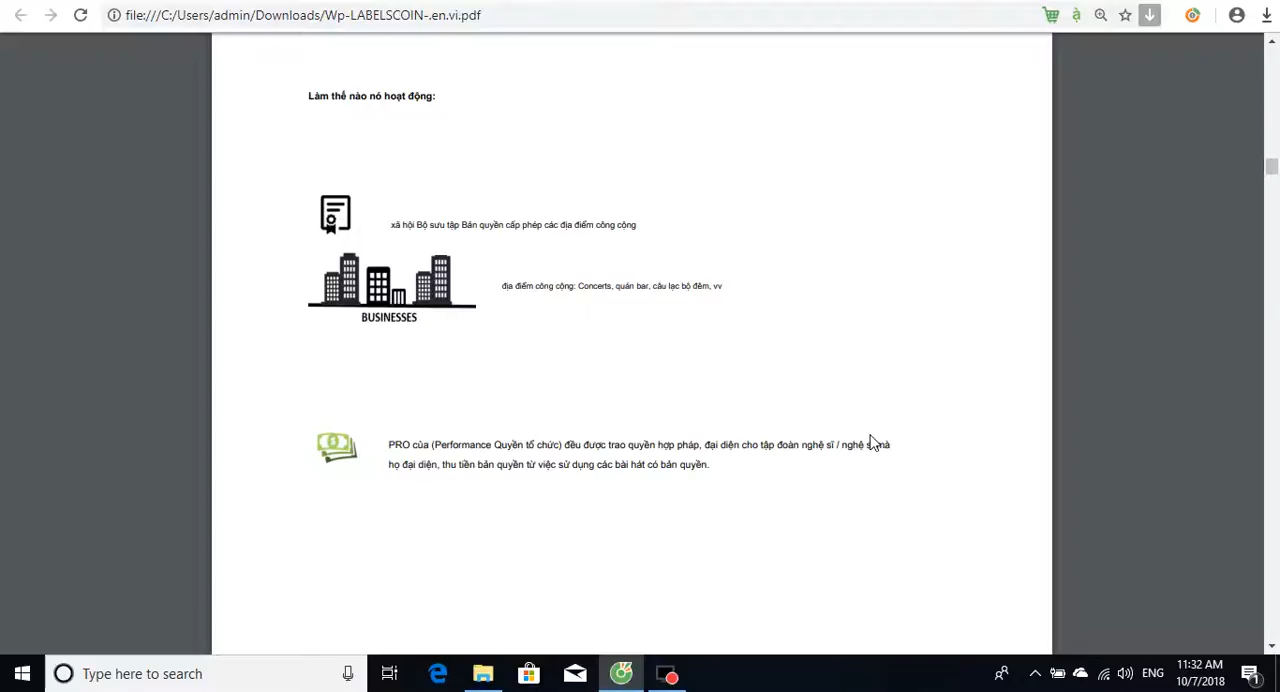 file:///C:/Users/admin/Downloads/Wp-LABELSCOIN-.en.vi.pdf
Làm thế nào nó hoạt động:
xã hội Bộ sưu tập Bản quyền cấp phép các địa điểm công cộng
địa điểm công cộng: Concerts, quán bar, câu lạc bộ đêm, vv
BUSINESSES
PRO của (Performance Quyền tổ chức) đều được trao quyền hợp pháp, đại diện cho tập đoàn nghệ sĩ / nghệ mà
họ đại diện, thu tiền bản quyền từ việc sử dụng các bài hát có bản quyền.
Type here to search
ENG
11:32 AM
10/7/2018